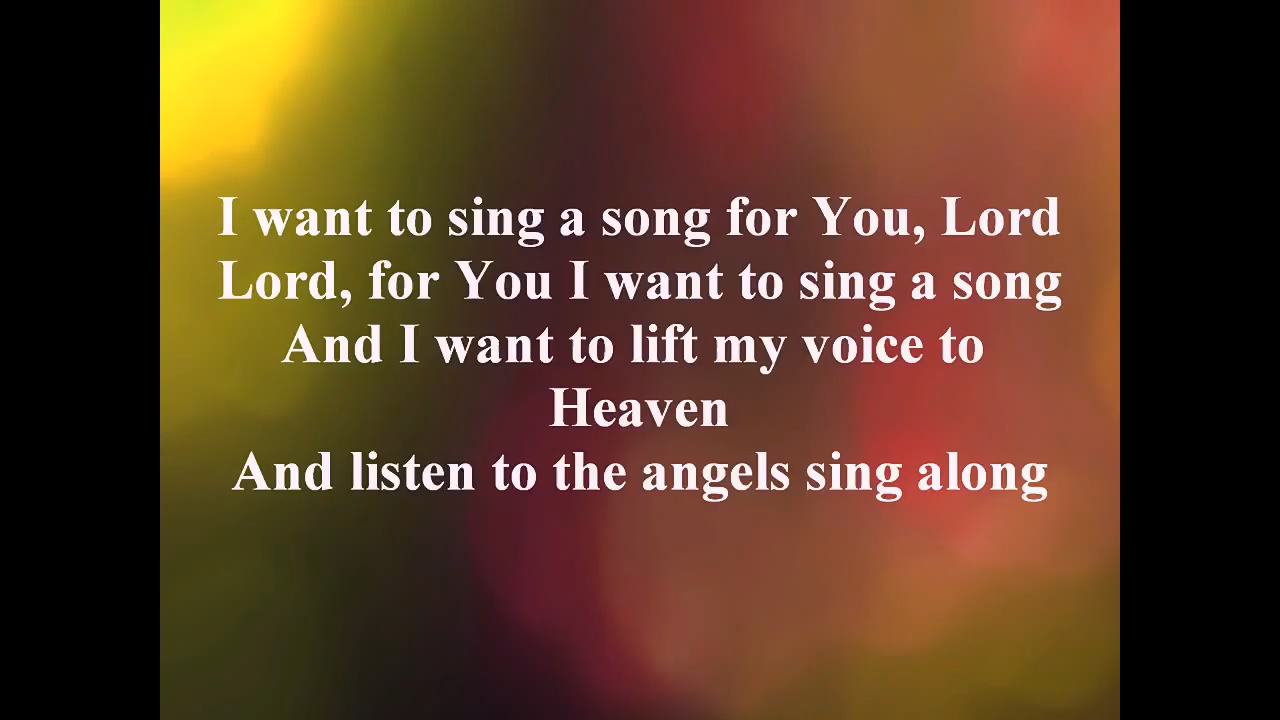 I want to sing a song for You, Lord
Lord, for You I want to sing a song
And I want to lift my voice to
Heaven
And listen to the angels sing along